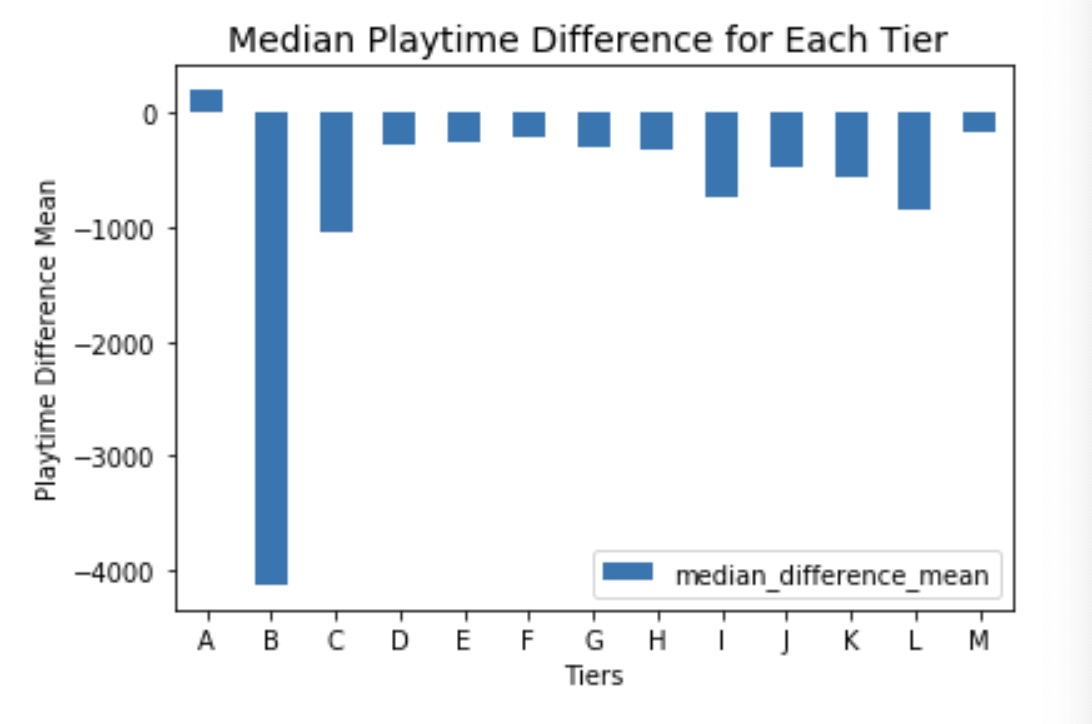 Median Playtime Difference for Each Tier
Playtime Difference Mean
0
−1000
−2000
−3000
−4000
median_difference_mean
A B C D E F G H I J K L M
Tiers